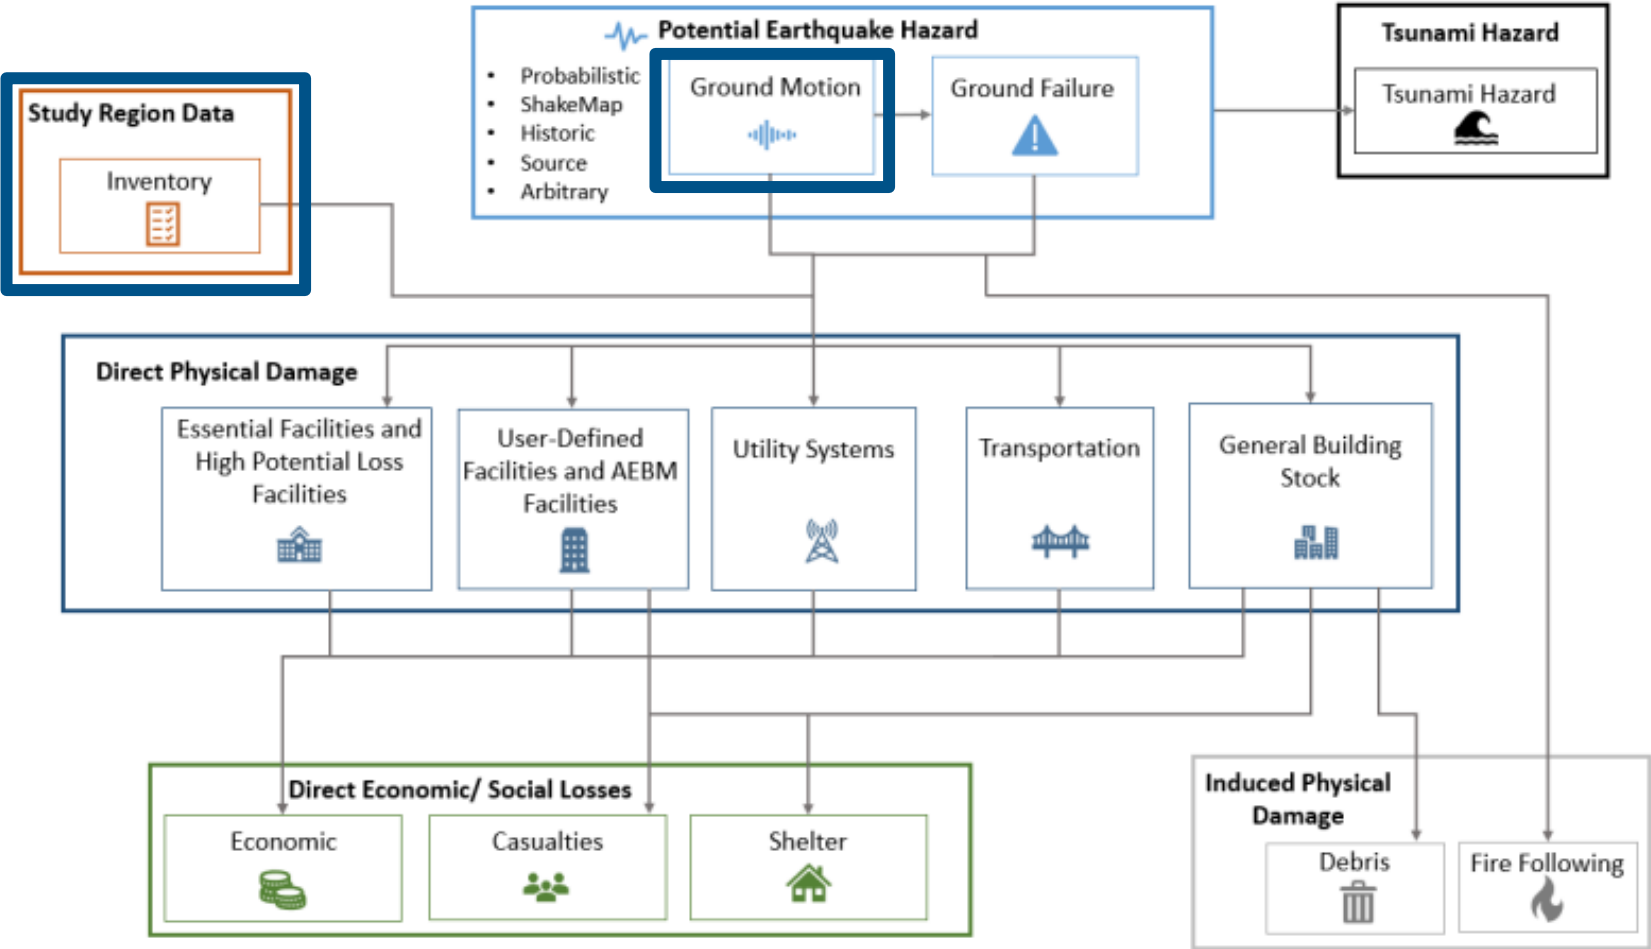 Potential Earthquake Hazard
• Probabilistic
• ShakeMap
• Historic
• Source
• Arbitrary
Ground Motion
Ground Failure
Tsunami Hazard
Tsunami Hazard
Study Region Data
Inventory
Direct Physical Damage
Essential Facilities and
High Potential Loss
Facilities
User-Defined
Facilities and AEBM
Facilities
Utility Systems
Transportation
General Building
Stock
Direct Economic/ Social Losses
Economic
Casualties
Shelter
Induced Physical
Damage
Debris
Fire Following